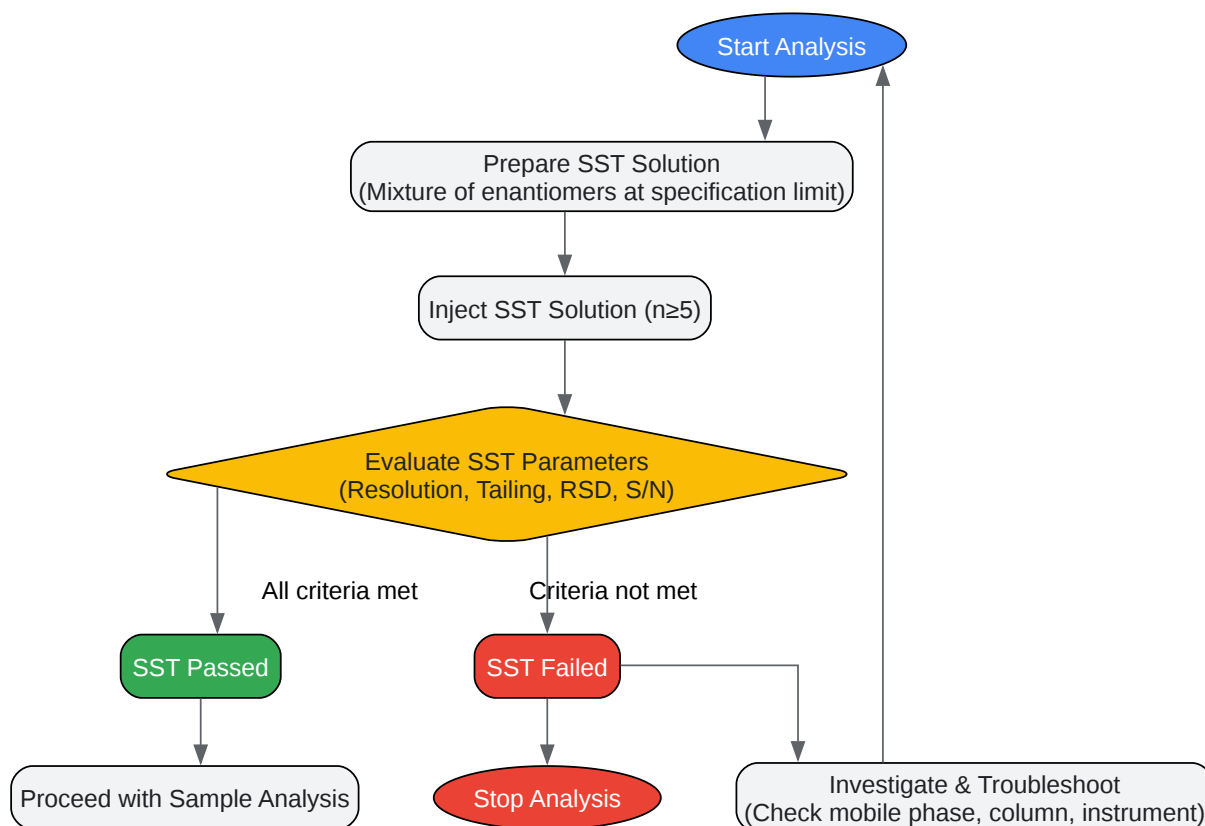 Start Analysis
Prepare SST Solution
(Mixture of enantiomers at specification limit)
Inject SST Solution (n≥5)
Evaluate SST Parameters
(Resolution, Tailing, RSD, S/N)
All criteria met
Criteria not met
SST Passed
SST Failed
Proceed with Sample Analysis
Stop Analysis
Investigate & Troubleshoot
(Check mobile phase, column, instrument)